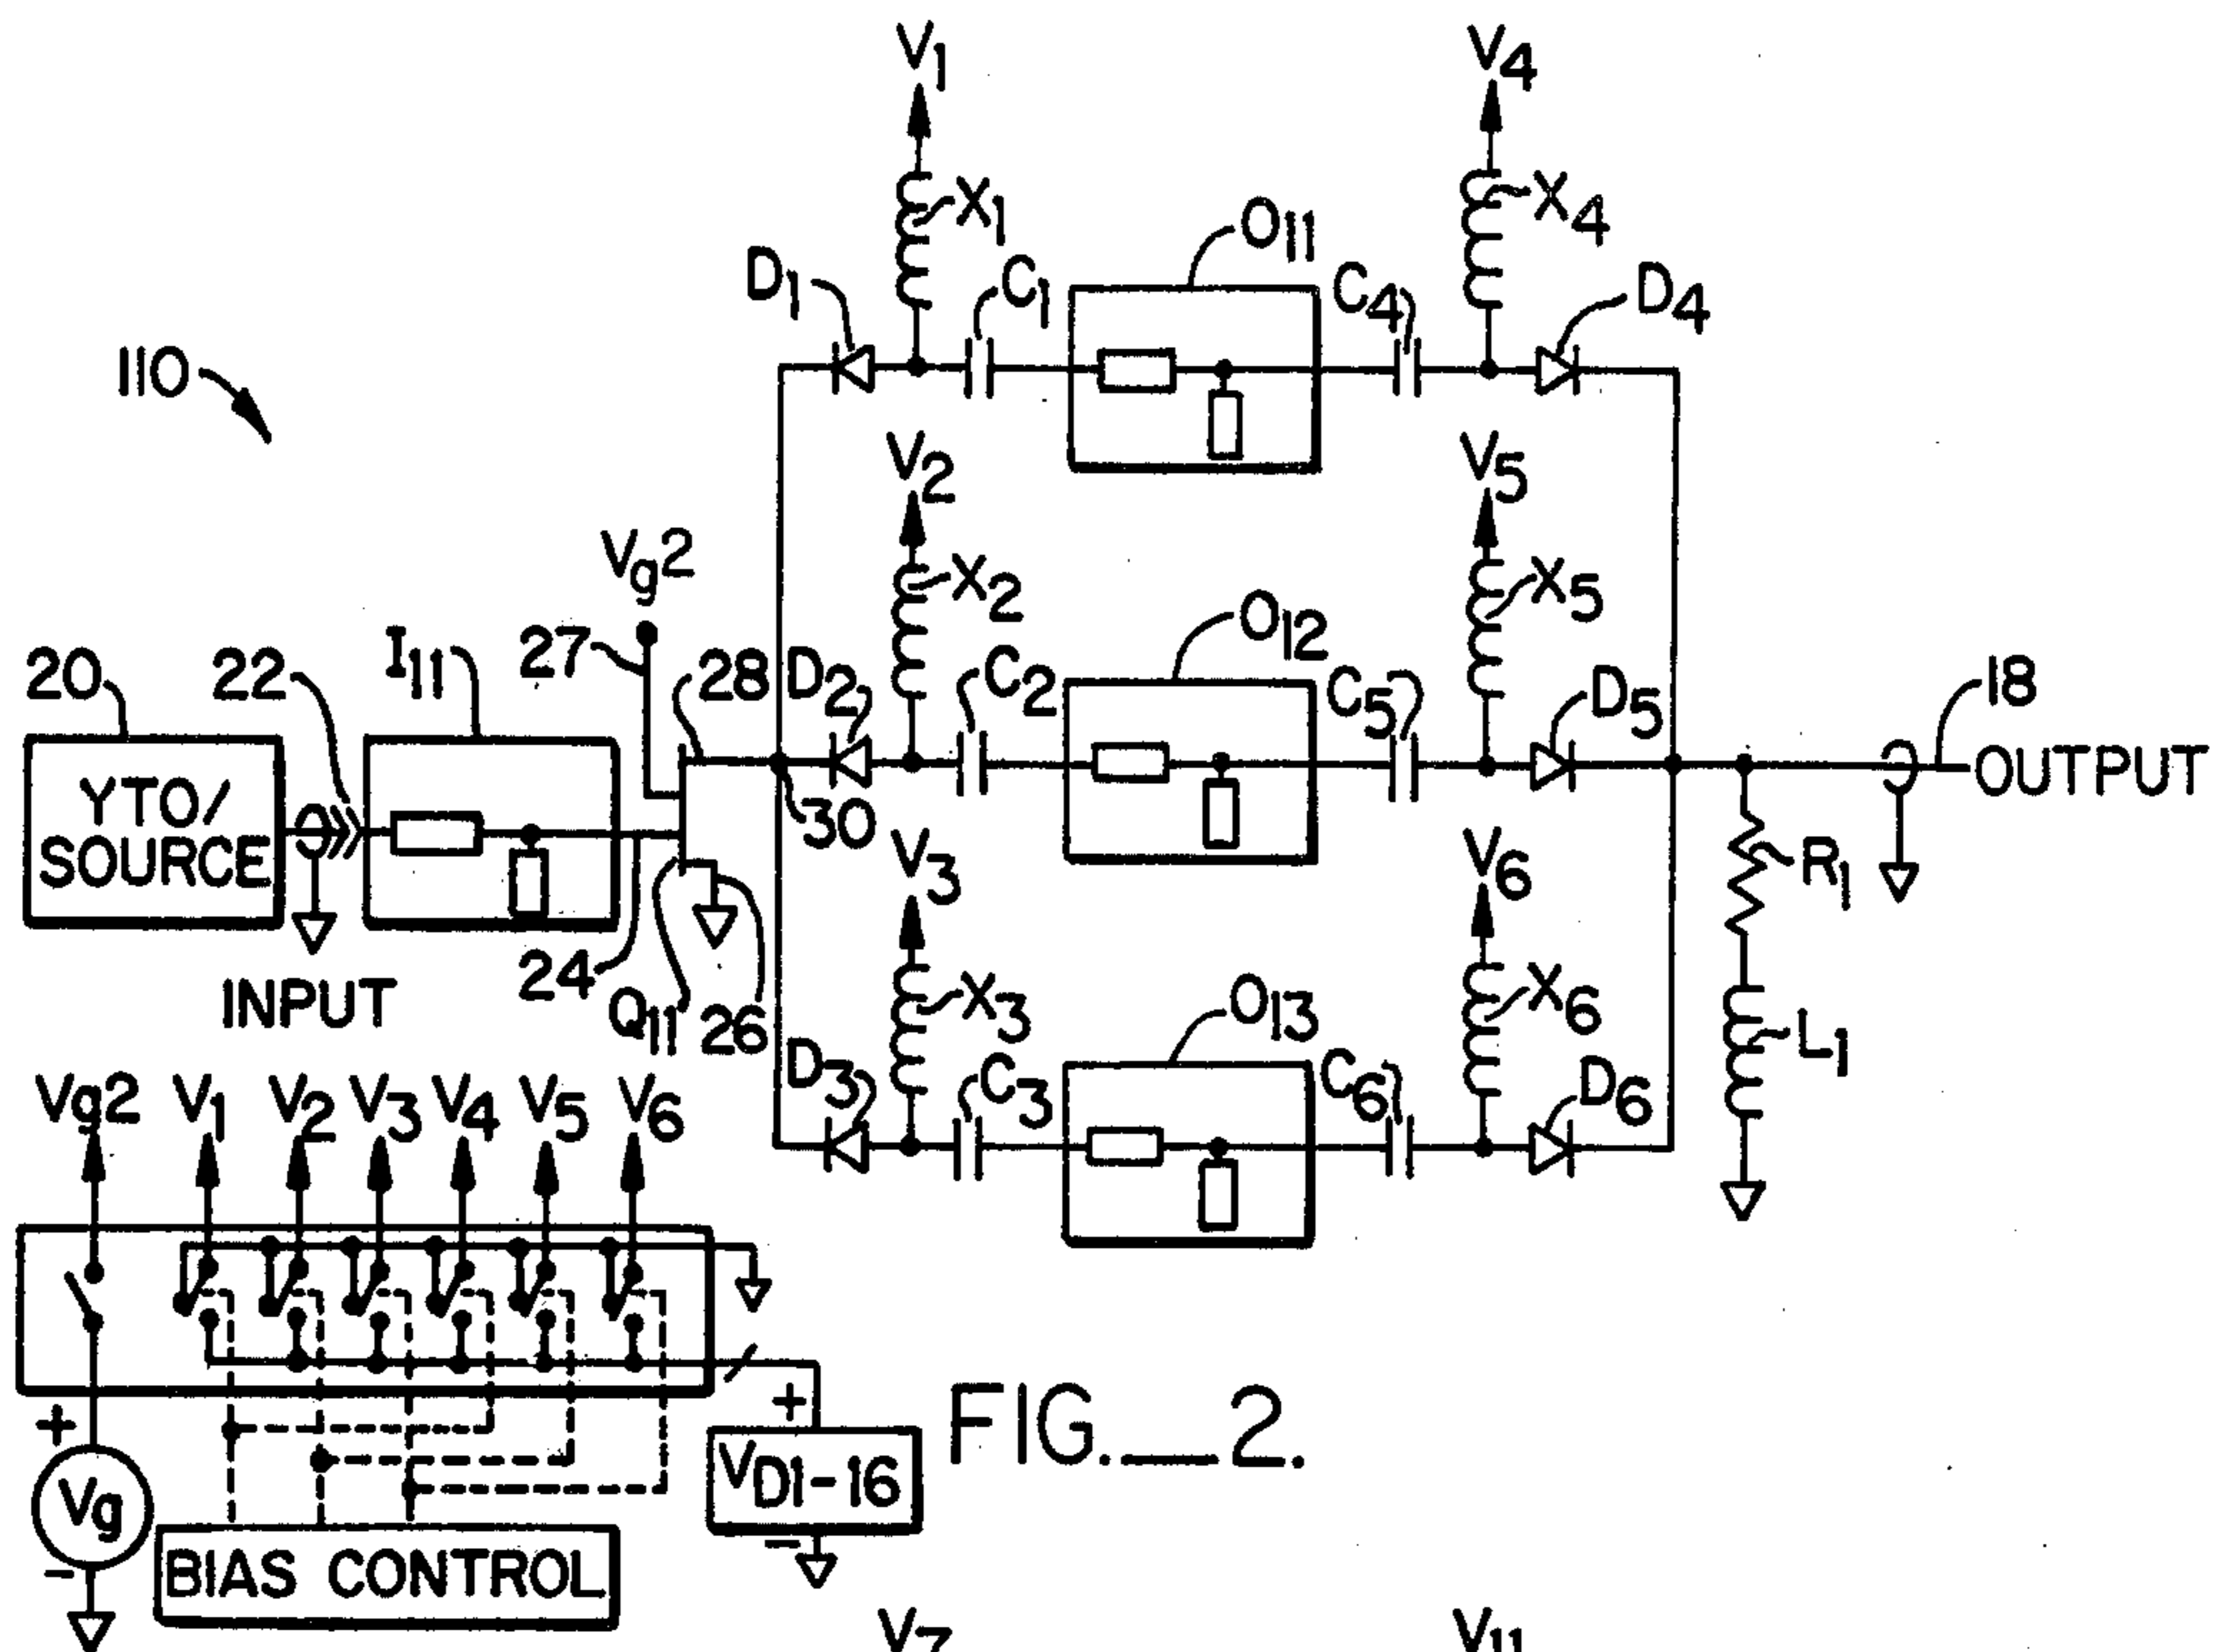 V1
V4
X1
X4
O11
D1
C1
C4
D4
110
V2
V5
Vg2
X2
X5
O12
20
22
I11
27
28
D2
C2
C5
D5
18
YTO/
SOURCE
OUTPUT
30
V3
V6
R1
24
Q11
26
INPUT
X3
X6
O13
L1
D3
C3
C6
D6
Vg2
V1
V2
V3
V4
V5
V6
+
+
FIG. 2.
Vg
VD1-16
-
-
BIAS CONTROL
V7
V11